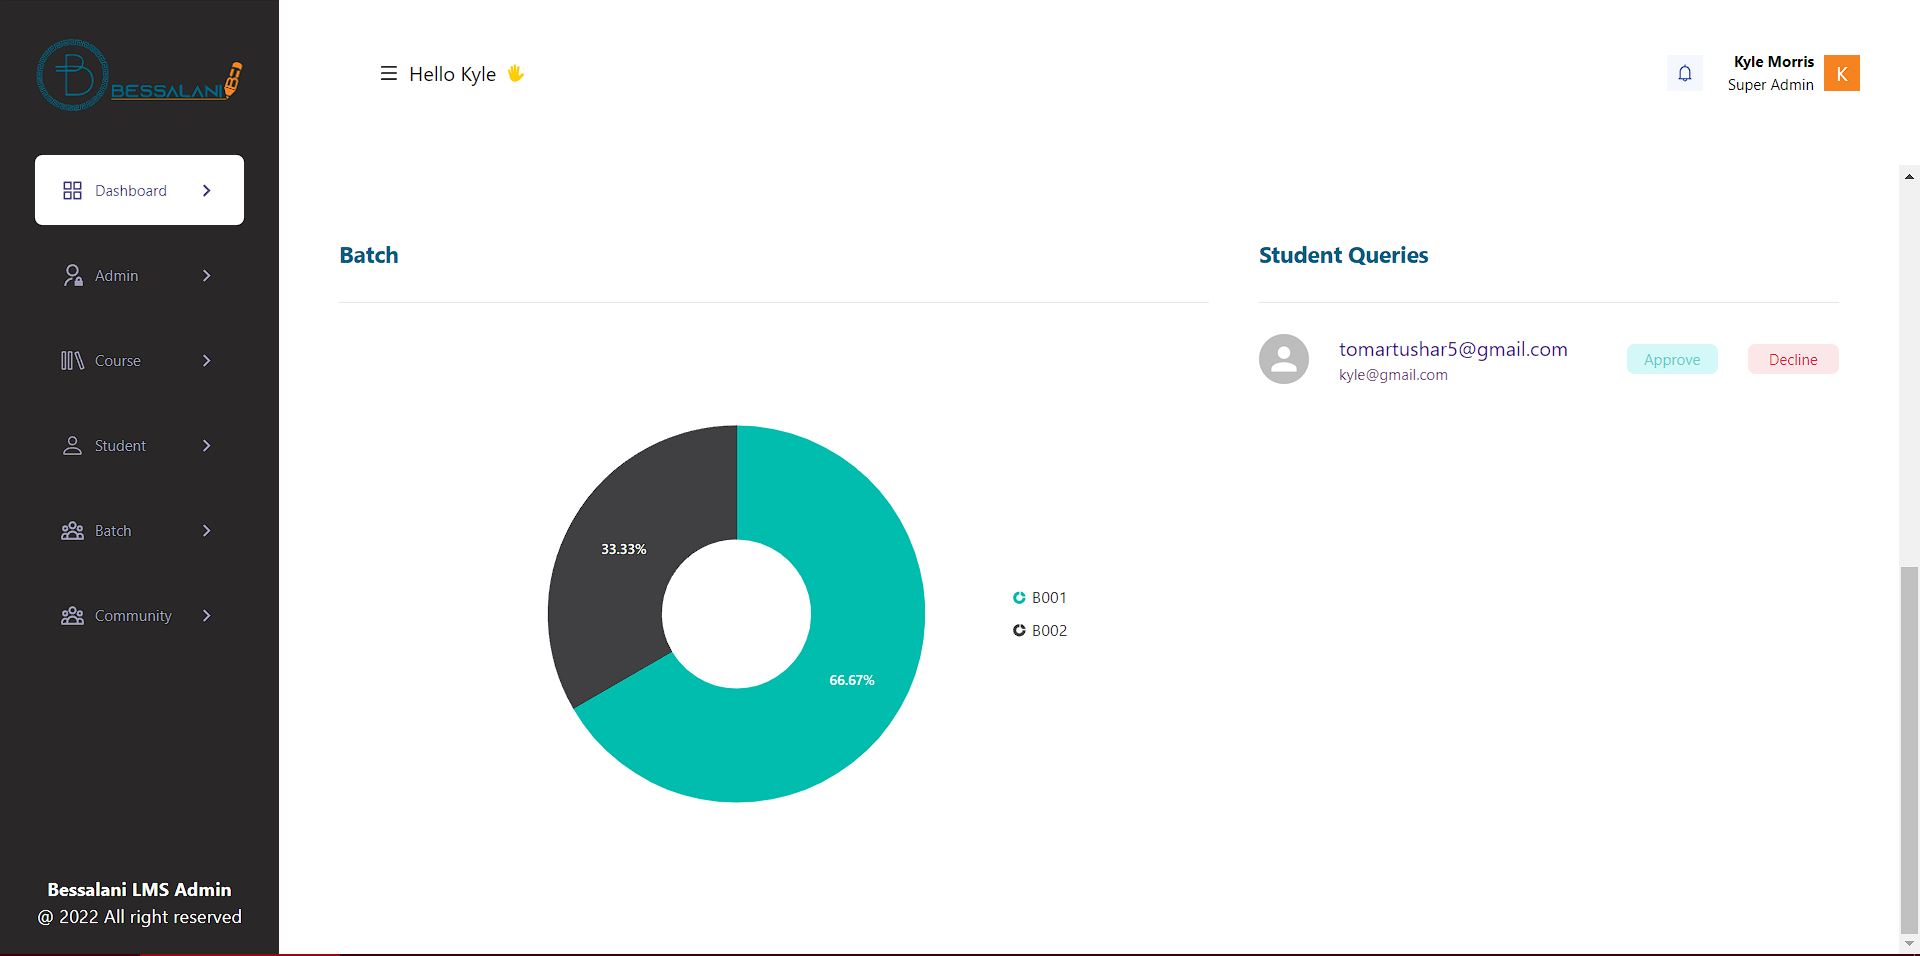 BESSALANI
Dashboard
Admin
Course
Student
Batch
Community
Bessalani LMS Admin
@ 2022 All right reserved
Hello Kyle 🖐
Kyle Morris
Super Admin
K
Batch
33.33%
66.67%
B001
B002
Student Queries
tomartushar5@gmail.com
kyle@gmail.com
Approve
Decline